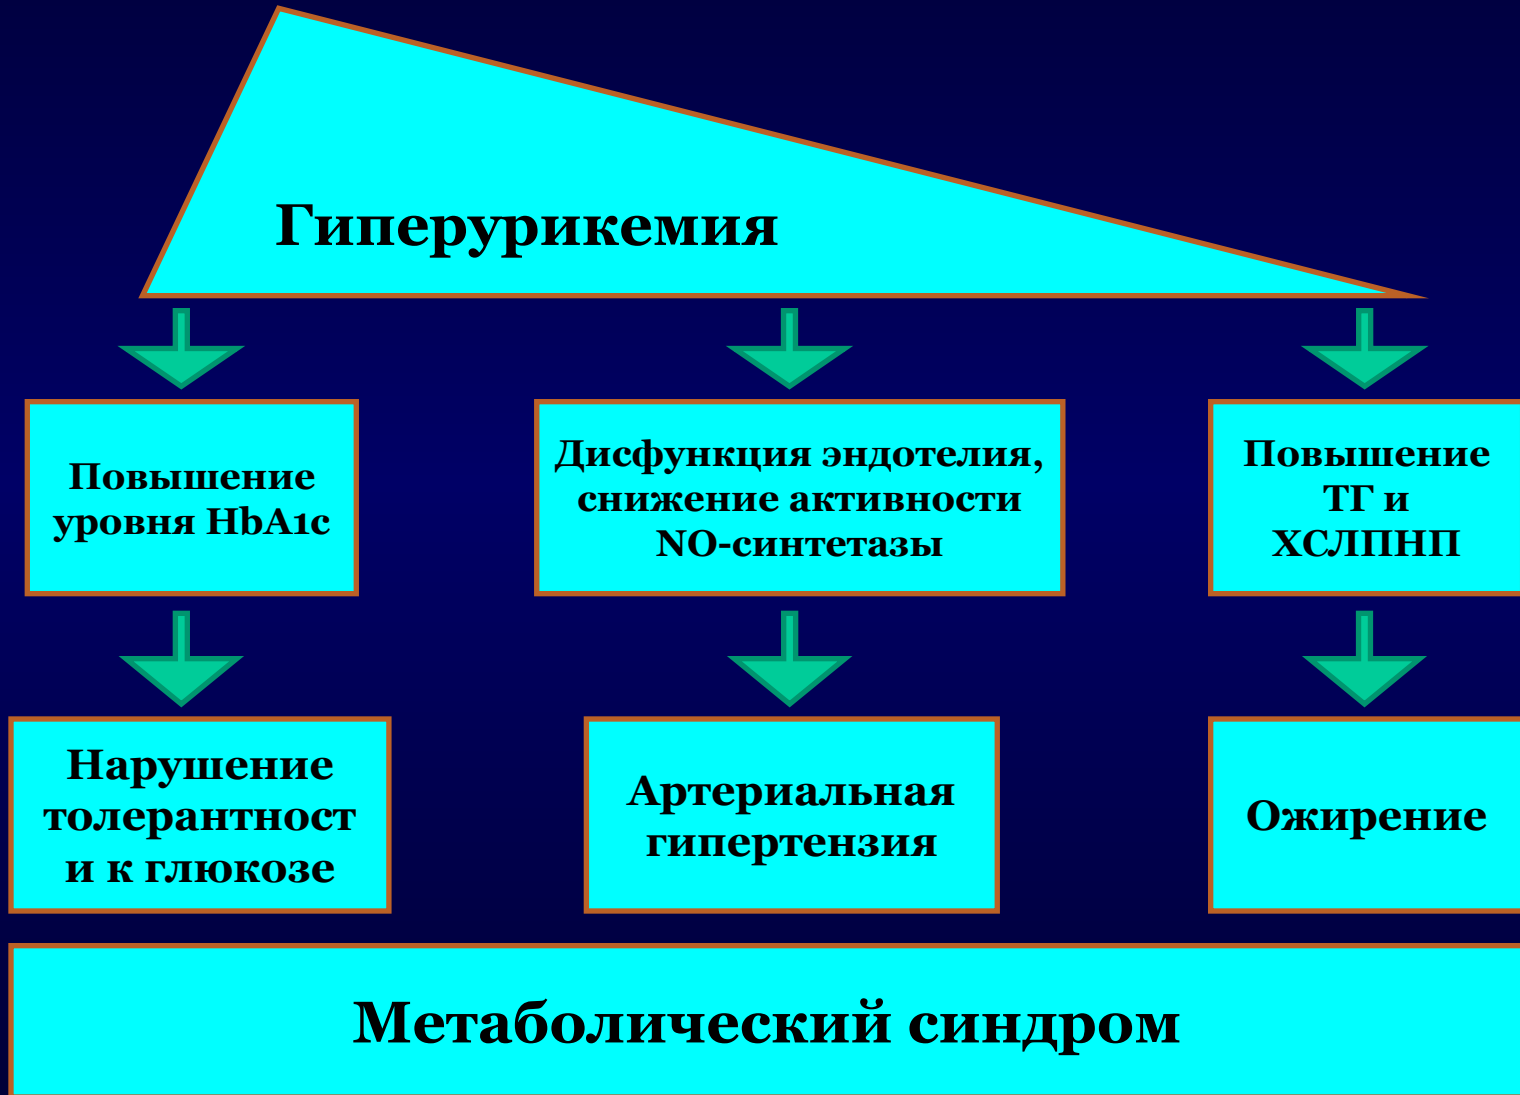 Гиперурикемия
Повышение
уровня HbA1c
Дисфункция эндотелия,
снижение активности
NO-синтетазы
Повышение
ТГ и
ХСЛПНП
Нарушение
толерантност
и к глюкозе
Артериальная
гипертензия
Ожирение
Метаболический синдром